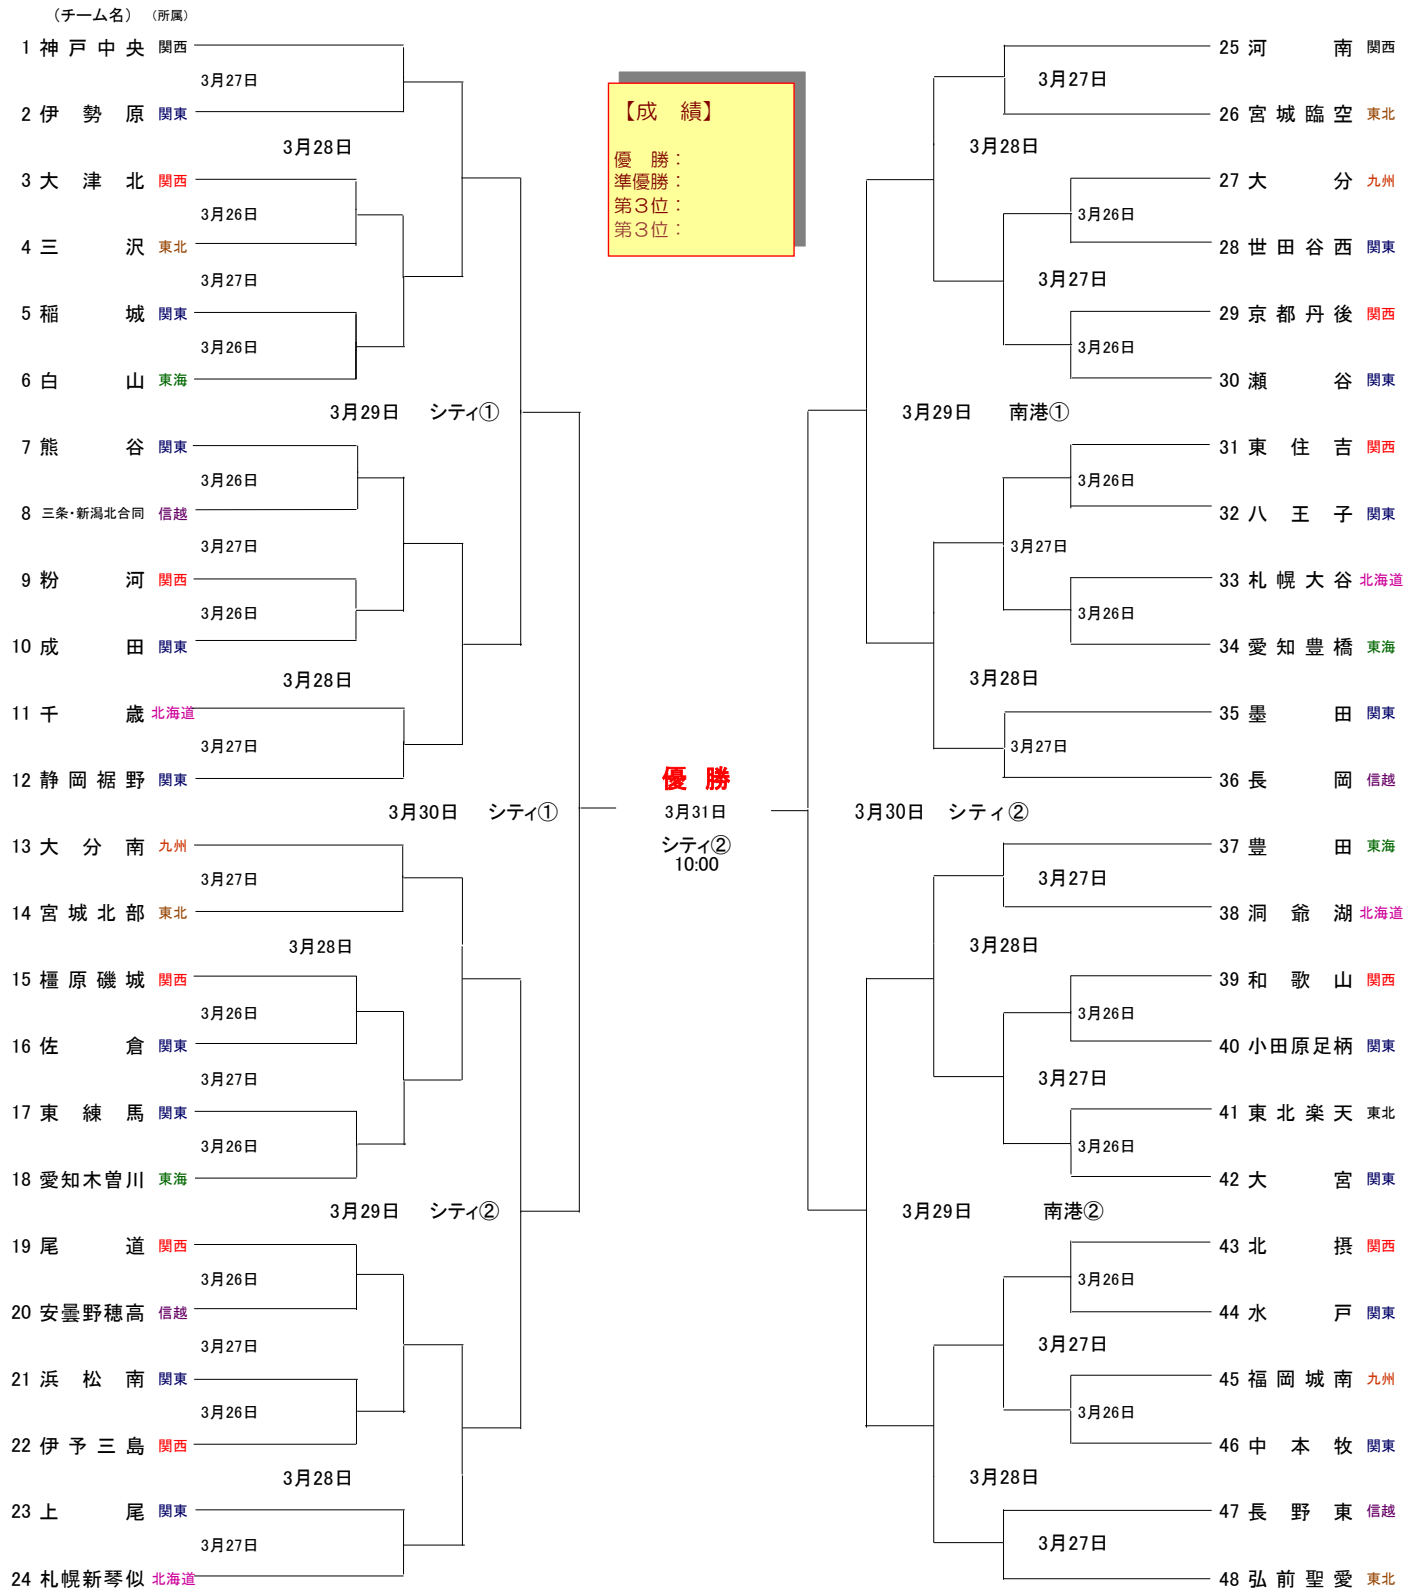 （チーム名）（所属）
1 神戸中央 関西
3月27日
2 伊勢原 関東
3月28日
3 大津北 関西
3月26日
4 三沢 東北
3月27日
5 稲城 関東
3月26日
6 白山 東海
3月29日 シティ①
7 熊谷 関東
3月26日
8 三条・新潟北合同 信越
3月27日
9 粉河 関西
3月26日
10 成田 関東
3月28日
11 千歳 北海道
3月27日
12 静岡裾野 関東
3月30日 シティ①
13 大分南 九州
3月27日
14 宮城北部 東北
3月28日
15 橿原磯城 関西
3月26日
16 佐倉 関東
3月27日
17 東練馬 関東
3月26日
18 愛知木曽川 東海
3月29日 シティ②
19 尾道 関西
3月26日
20 安曇野穂高 信越
3月27日
21 浜松南 関東
3月26日
22 伊予三島 関西
3月28日
23 上尾 関東
3月27日
24 札幌新琴似 北海道
【成 績】
優 勝：
準優勝：
第３位：
第３位：
優 勝
3月31日
シティ②
10:00
25 河南 関西
3月27日
26 宮城臨空 東北
3月28日
27 大分 九州
3月26日
28 世田谷西 関東
3月27日
29 京都丹後 関西
3月26日
30 瀬谷 関東
3月29日 南港①
31 東住吉 関西
3月26日
32 八王子 関東
3月27日
33 札幌大谷 北海道
3月26日
34 愛知豊橋 東海
3月28日
35 墨田 関東
3月27日
36 長岡 信越
3月30日 シティ②
37 豊田 東海
3月27日
38 洞爺湖 北海道
3月28日
39 和歌山 関西
3月26日
40 小田原足柄 関東
3月27日
41 東北楽天 東北
3月26日
42 大宮 関東
3月29日 南港②
43 北摂 関西
3月26日
44 水戸 関東
3月27日
45 福岡城南 九州
3月26日
46 中本牧 関東
3月28日
47 長野東 信越
3月27日
48 弘前聖愛 東北